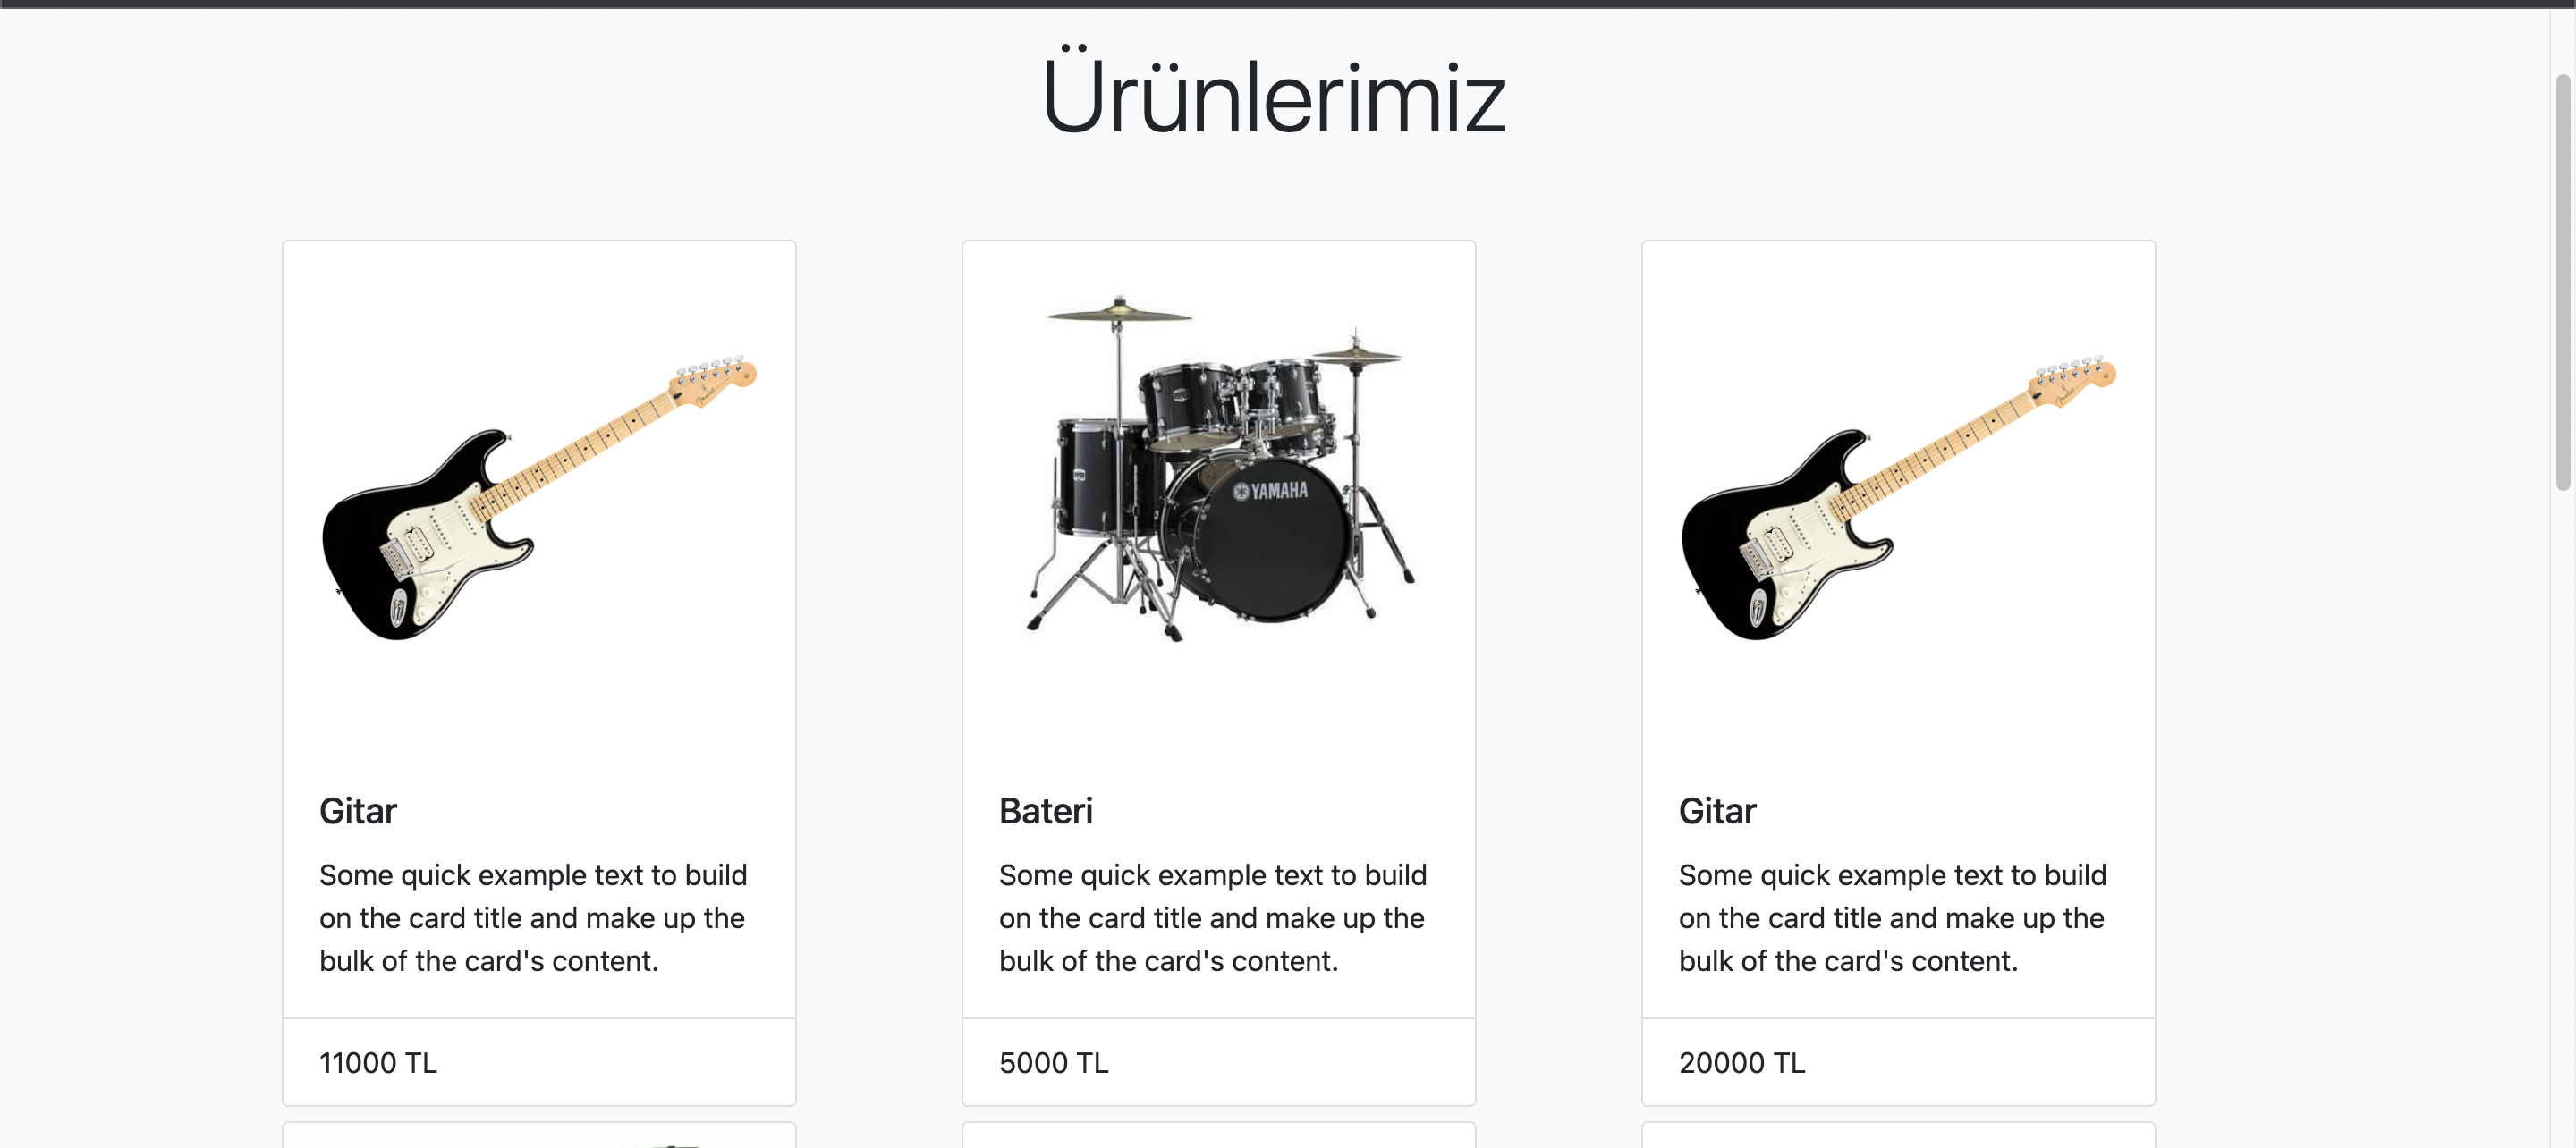 Ürünlerimiz
YAMAHA
Gitar
Some quick example text to build
on the card title and make up the
bulk of the card's content.
11000 TL
Bateri
Some quick example text to build
on the card title and make up the
bulk of the card's content.
5000 TL
Gitar
Some quick example text to build
on the card title and make up the
bulk of the card's content.
20000 TL